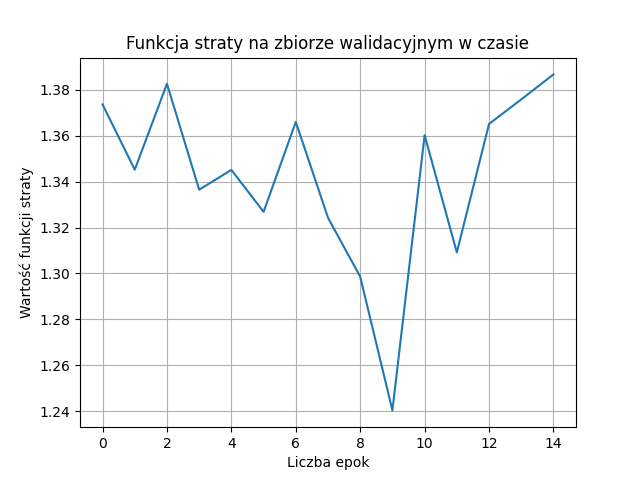 Funkcja straty na zbiorze walidacyjnym w czasie
Wartość funkcji straty
1.38
1.36
1.34
1.32
1.30
1.28
1.26
1.24
0 2 4 6 8 10 12 14
Liczba epok